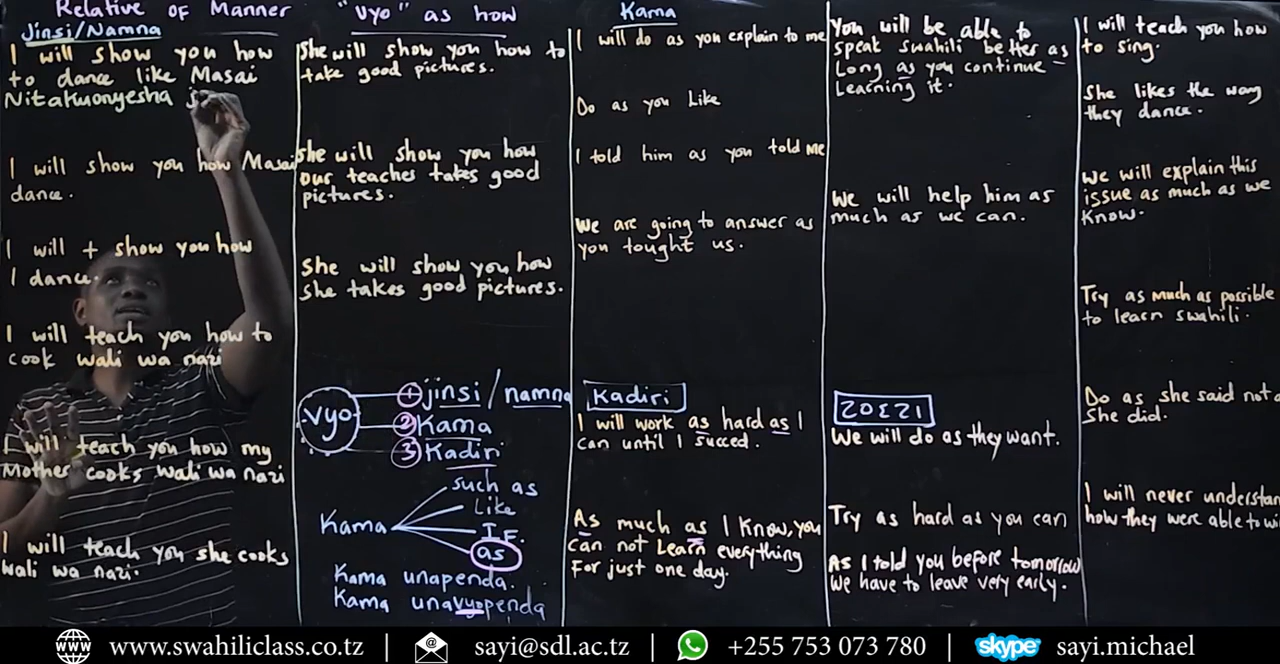 Relative of Manner
"vyo" as how
Jinsi/Namna
I will show you how
to dance like Masai
Nitakuonyesha
I will show you how Masai
dance.
I will + show you how
I dance.
I will teach you how to
cook wali wa nazi
I will teach you how my
Mother cooks wali wa nazi
I will teach you she cooks
wali wa nazi.
She will show you how to
take good pictures.
She will show you how
our teaches takes good
pictures.
She will show you how
she takes good pictures.
vyo
1 jinsi / namna
2 Kama
3 Kadiri
Kama
such as
Like
IF.
as
Kama unapenda.
Kama unavyopenda
Kama
I will do as you explain to me
Do as you Like
I told him as you told me
We are going to answer as
you tought us.
Kadiri
I will work as hard as I
can until I succed.
As much as I know, you
can not Learn everything
For just one day.
You will be able to
speak swahili better as
Long as you continue
Learning it.
We will help him as
much as we can.
We will do as they want.
Try as hard as you can
As I told you before tomorrow
we have to leave very early.
I will teach you how
to sing.
She likes the way
they dance.
We will explain this
issue as much as we
Know.
Try as much as possible
to learn swahili.
Do as she said not a
She did.
I will never understan
how they were able to wi
www.swahiliclass.co.tz | sayi@sdl.ac.tz | +255 753 073 780 | skype sayi.michael